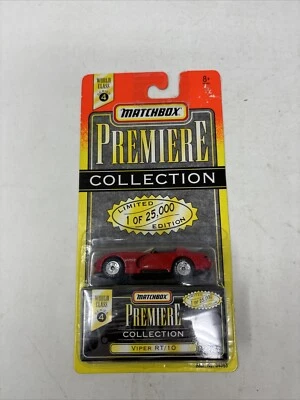 WORLD CLASS
4
8+
MATCHBOX
PREMIERE
COLLECTION
LIMITED
1 OF 25,000
EDITION
WORLD CLASS
4
MATCHBOX
PREMIERE
COLLECTION
VIPER RT/10